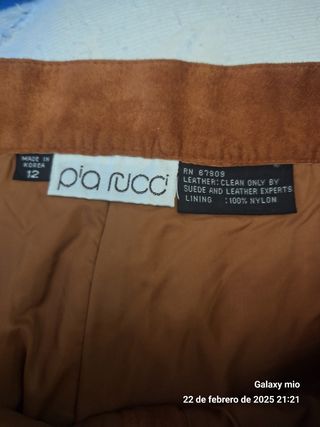 MADE IN
KOREA
12
pia rucci
RN 67909
LEATHER: CLEAN ONLY BY
SUEDE AND LEATHER EXPERTS
LINING :100% NYLON
Galaxy mio
22 de febrero de 2025 21:21